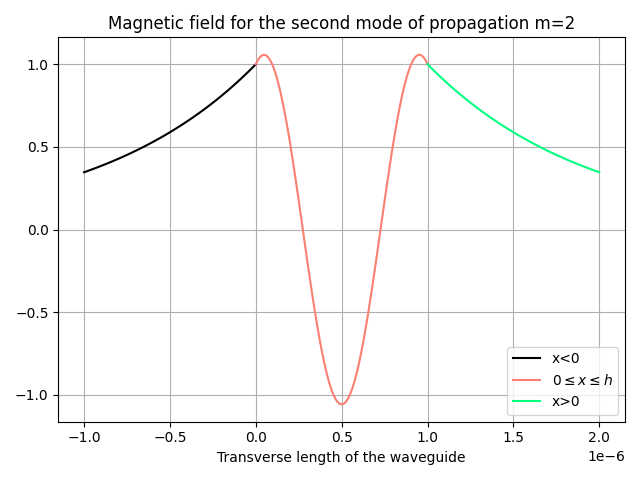 Magnetic field for the second mode of propagation m=2
1.0
0.5
0.0
−0.5
−1.0
x<0
0 ≤ x ≤ h
x>0
−1.0 −0.5 0.0 0.5 1.0 1.5 2.0
1e−6
Transverse length of the waveguide